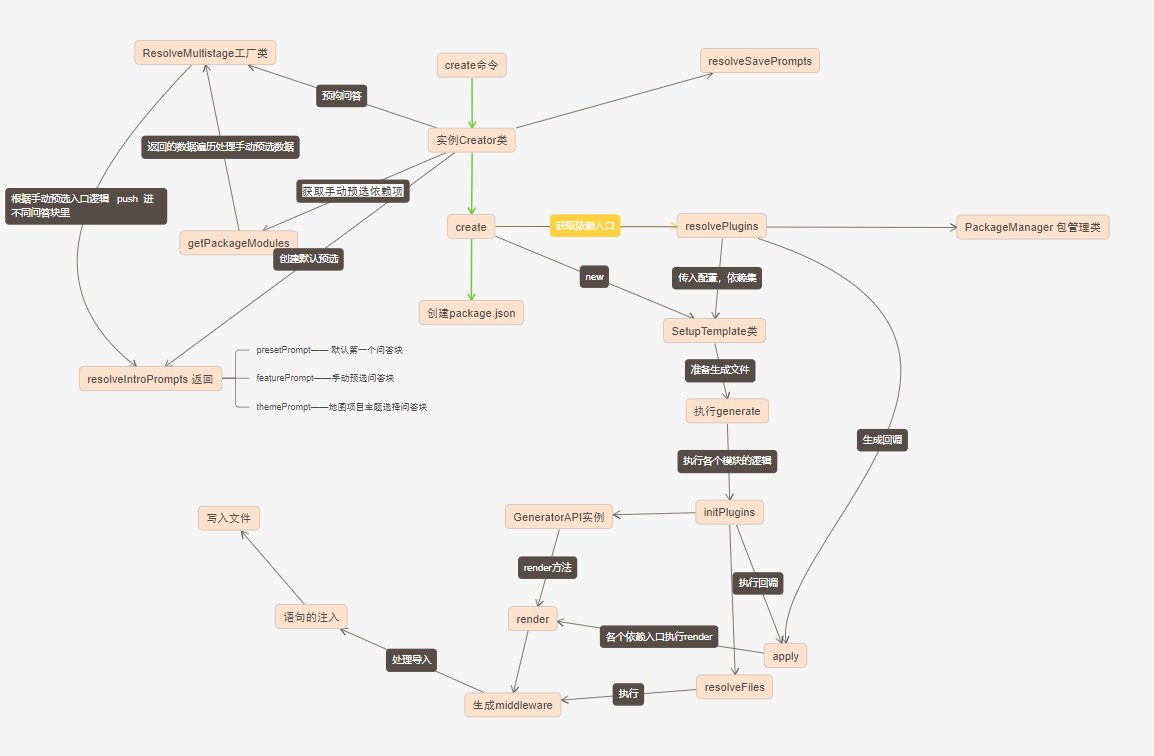 ResolveMultistage工厂类
create命令
resolveSavePrompts
预构问答
实例Creator类
返回的数据遍历处理手动预选数据
根据手动预选入口逻辑 push 进
不同问答块里
获取手动预选依赖项
create
获取依赖入口
resolvePlugins
PackageManager 包管理类
getPackageModules
创建默认预选
new
传入配置，依赖集
创建package.json
SetupTemplate类
presetPrompt—— 默认第一个问答块
resolveIntroPrompts 返回
featurePrompt——手动预选问答块
themePrompt——地图项目主题选择问答块
准备生成文件
执行generate
生成回调
执行各个模块的逻辑
写入文件
GeneratorAPI实例
initPlugins
render方法
执行回调
语句的注入
render
各个依赖入口执行render
apply
处理导入
resolveFiles
执行
生成middleware